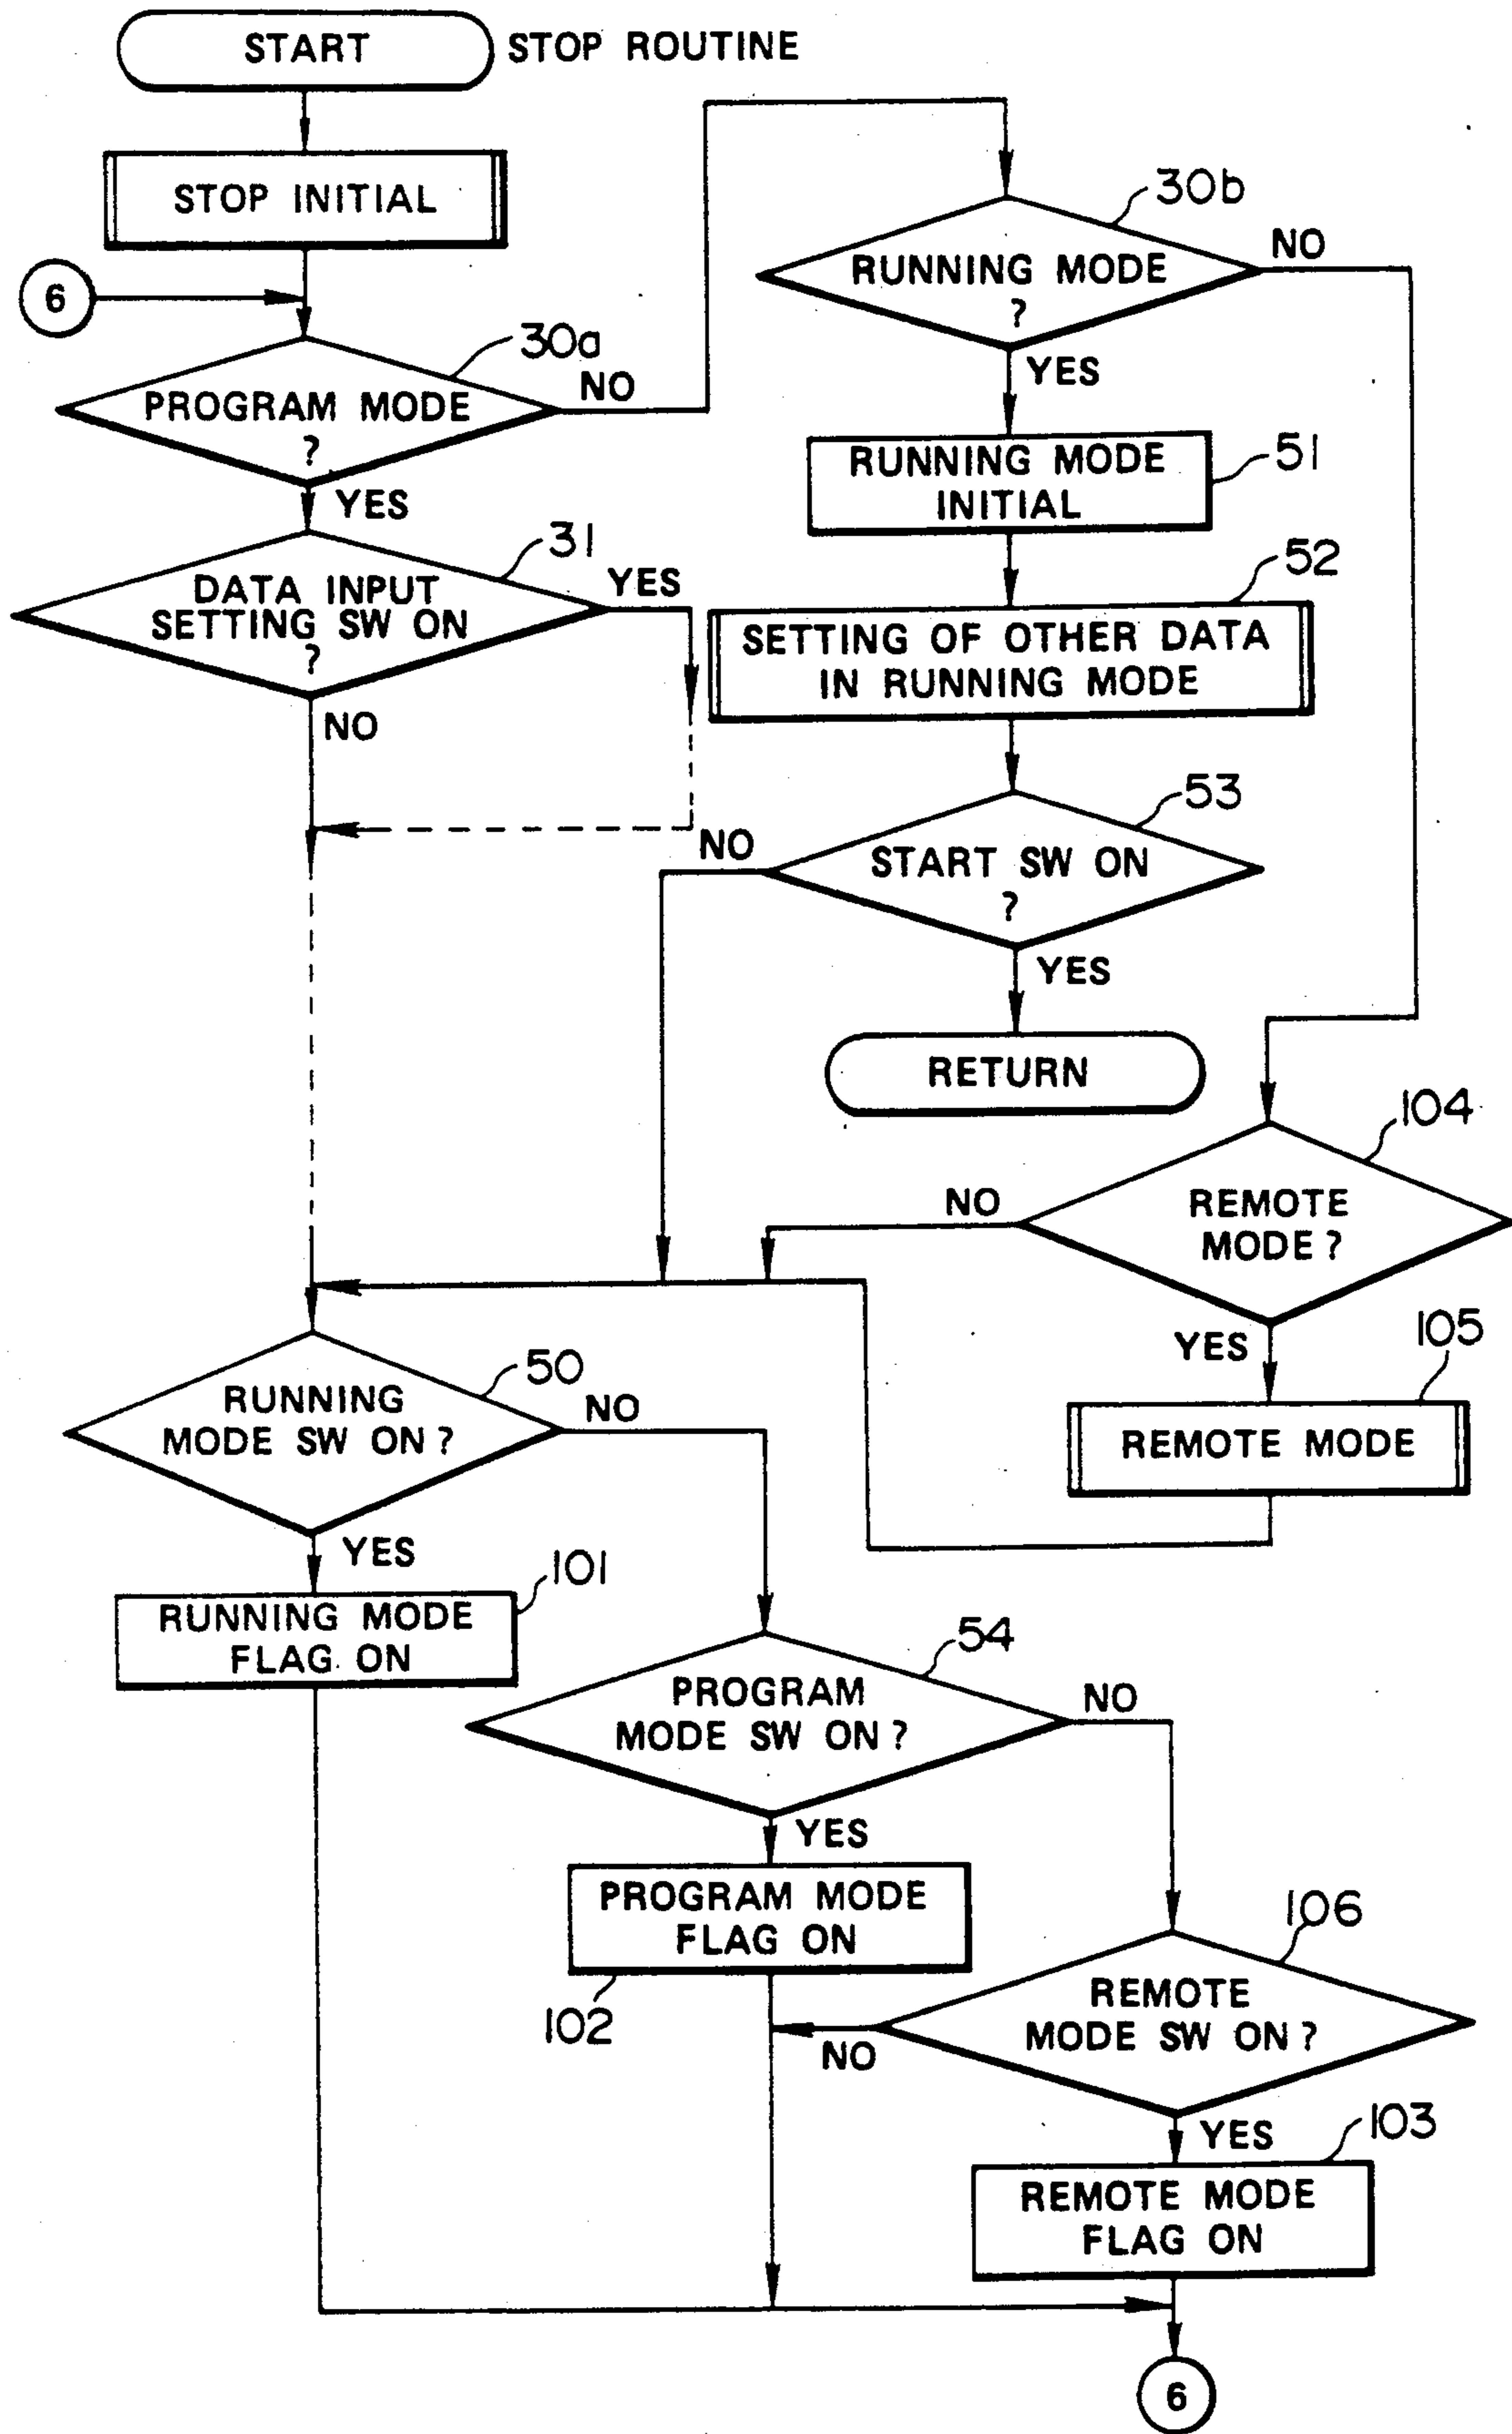 START
STOP ROUTINE
STOP INITIAL
6
30a
PROGRAM MODE
?
NO
YES
31
DATA INPUT
SETTING SW ON
?
YES
NO
30b
RUNNING MODE
?
NO
YES
51
RUNNING MODE
INITIAL
52
SETTING OF OTHER DATA
IN RUNNING MODE
53
START SW ON
?
NO
YES
RETURN
104
REMOTE
MODE?
NO
YES
105
REMOTE MODE
50
RUNNING
MODE SW ON?
NO
YES
101
RUNNING MODE
FLAG ON
54
PROGRAM
MODE SW ON?
NO
YES
PROGRAM MODE
FLAG ON
102
106
REMOTE
MODE SW ON?
NO
YES
103
REMOTE MODE
FLAG ON
6